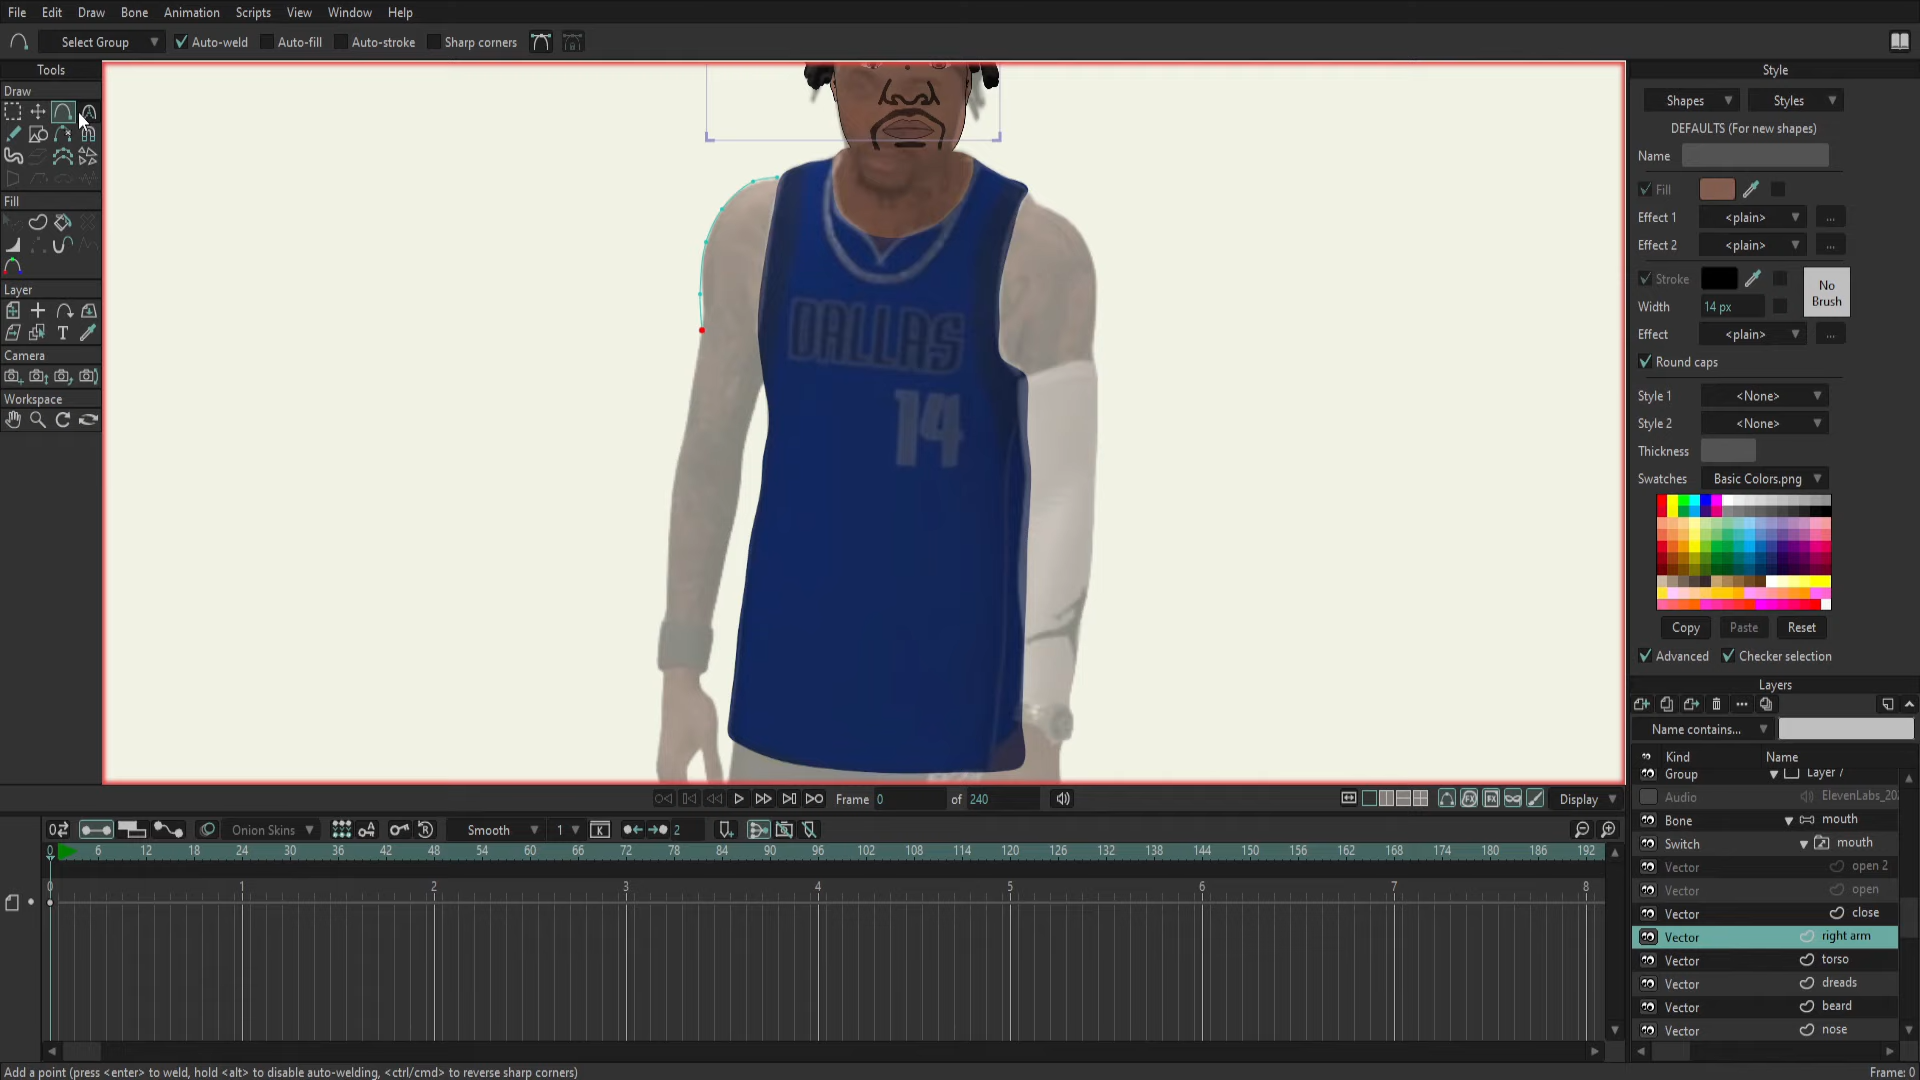 File Edit Draw Bone Animation Scripts View Window Help
Select Group Auto-weld Auto-fill Auto-stroke Sharp corners
Tools
Draw
Fill
Layer
Camera
Workspace
DALLAS
14
Style
Shapes Styles
DEFAULTS (For new shapes)
Name
Fill
Effect 1 <plain> ...
Effect 2 <plain> ...
Stroke
No Brush
Width 14 px
Effect <plain> ...
Round caps
Style 1 <None>
Style 2 <None>
Thickness
Swatches Basic Colors.png
Copy Paste Reset
Advanced Checker selection
Layers
Name contains...
Kind Name
Group Layer 7
Audio ElevenLabs_20
Bone mouth
Switch mouth
Vector open 2
Vector open
Vector close
Vector right arm
Vector torso
Vector dreads
Vector beard
Vector nose
Frame 0 of 240 Display
Onion Skins Smooth 1 2
0 6 12 18 24 30 36 42 48 54 60 66 72 78 84 90 96 102 108 114 120 126 132 138 144 150 156 162 168 174 180 186 192
0 1 2 3 4 5 6 7 8
Add a point (press <enter> to weld, hold <alt> to disable auto-welding, <ctrl/cmd> to reverse sharp corners) Frame: 0